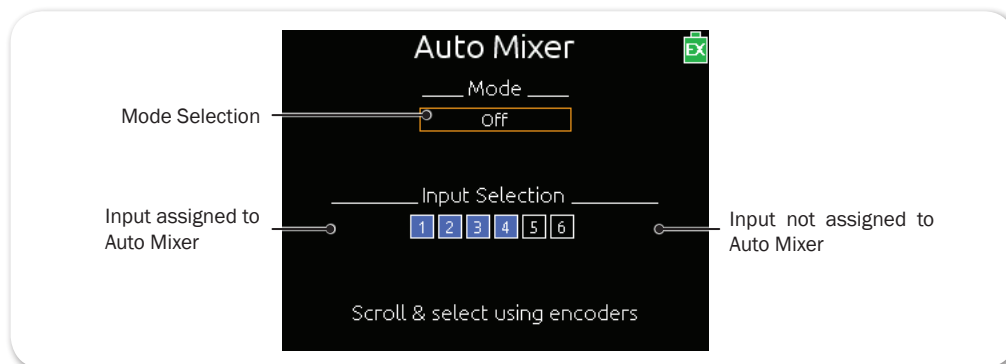 Auto Mixer
EX
Mode
Mode Selection
Off
Input Selection
Input assigned to
Auto Mixer
1 2 3 4 5 6
Input not assigned to
Auto Mixer
Scroll & select using encoders